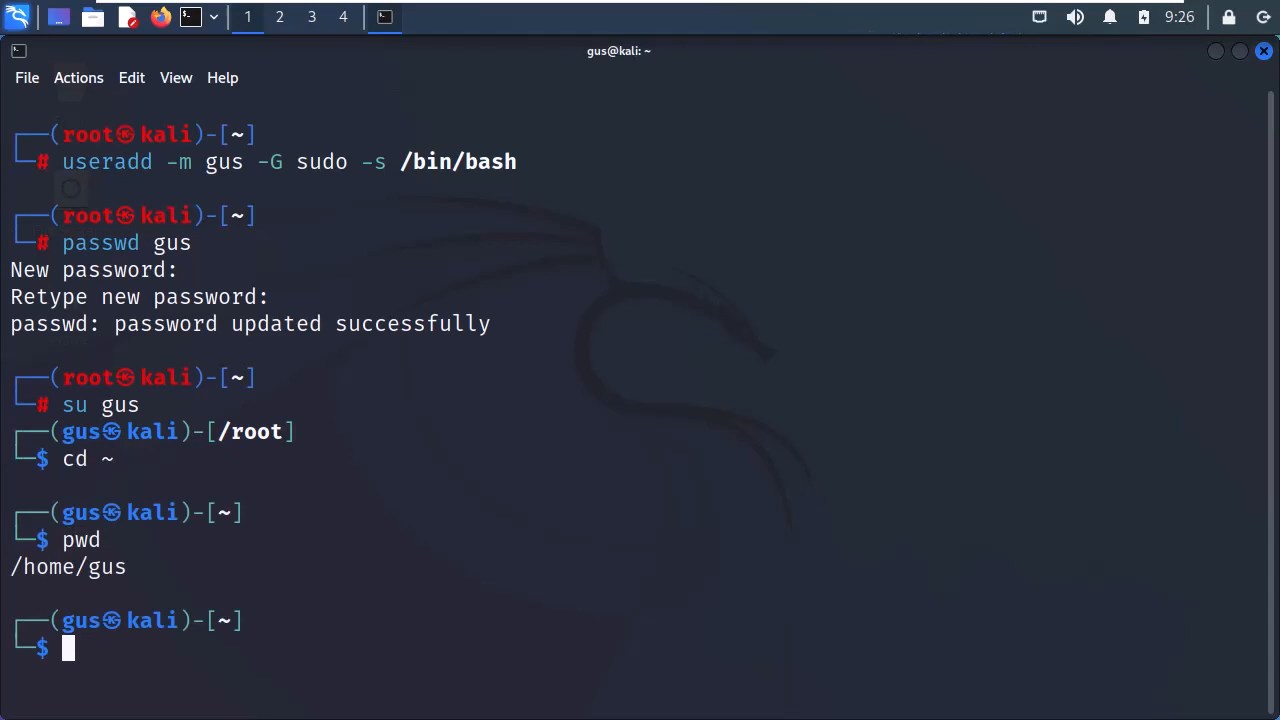 1 2 3 4 9:26
gus@kali: ~
File Actions Edit View Help
┌──(root㉿kali)-[~]
└─# useradd -m gus -G sudo -s /bin/bash
┌──(root㉿kali)-[~]
└─# passwd gus
New password:
Retype new password:
passwd: password updated successfully
┌──(root㉿kali)-[~]
└─# su gus
┌──(gus㉿kali)-[/root]
└─$ cd ~
┌──(gus㉿kali)-[~]
└─$ pwd
/home/gus
┌──(gus㉿kali)-[~]
└─$